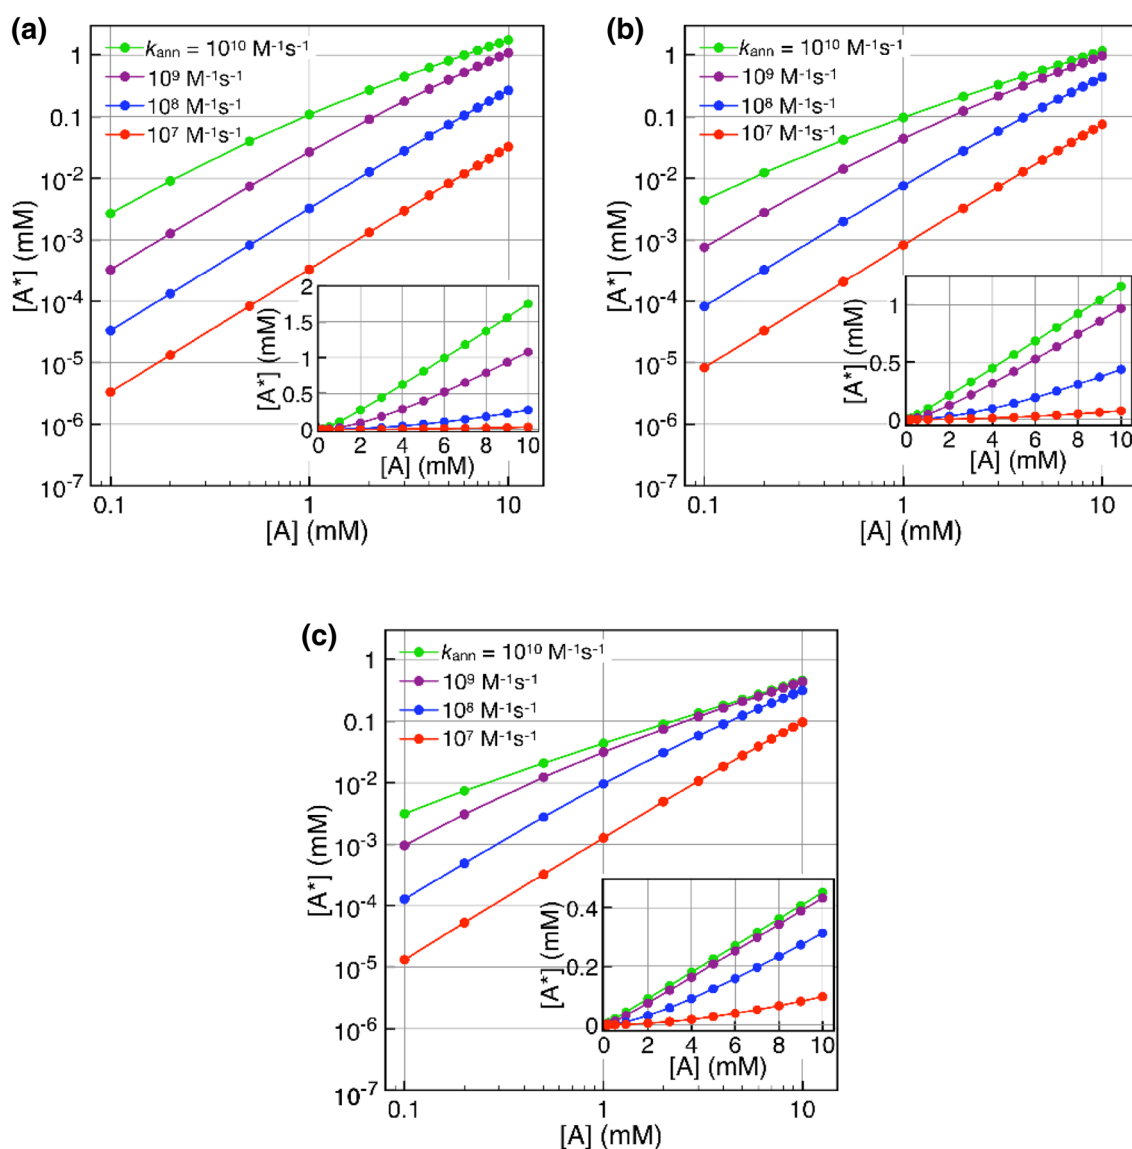 (a)
k_ann = 10¹⁰ M⁻¹s⁻¹
10⁹ M⁻¹s⁻¹
10⁸ M⁻¹s⁻¹
10⁷ M⁻¹s⁻¹
1
0.1
10⁻²
10⁻³
10⁻⁴
10⁻⁵
10⁻⁶
10⁻⁷
[A*] (mM)
0.1
1
10
[A] (mM)
2
1.5
1
0.5
0
[A*] (mM)
0 2 4 6 8 10
[A] (mM)
(b)
k_ann = 10¹⁰ M⁻¹s⁻¹
10⁹ M⁻¹s⁻¹
10⁸ M⁻¹s⁻¹
10⁷ M⁻¹s⁻¹
1
0.1
10⁻²
10⁻³
10⁻⁴
10⁻⁵
10⁻⁶
10⁻⁷
[A*] (mM)
0.1
1
10
[A] (mM)
1
0.5
0
[A*] (mM)
0 2 4 6 8 10
[A] (mM)
(c)
k_ann = 10¹⁰ M⁻¹s⁻¹
10⁹ M⁻¹s⁻¹
10⁸ M⁻¹s⁻¹
10⁷ M⁻¹s⁻¹
1
0.1
10⁻²
10⁻³
10⁻⁴
10⁻⁵
10⁻⁶
10⁻⁷
[A*] (mM)
0.1
1
10
[A] (mM)
0.4
0.2
0
[A*] (mM)
0 2 4 6 8 10
[A] (mM)